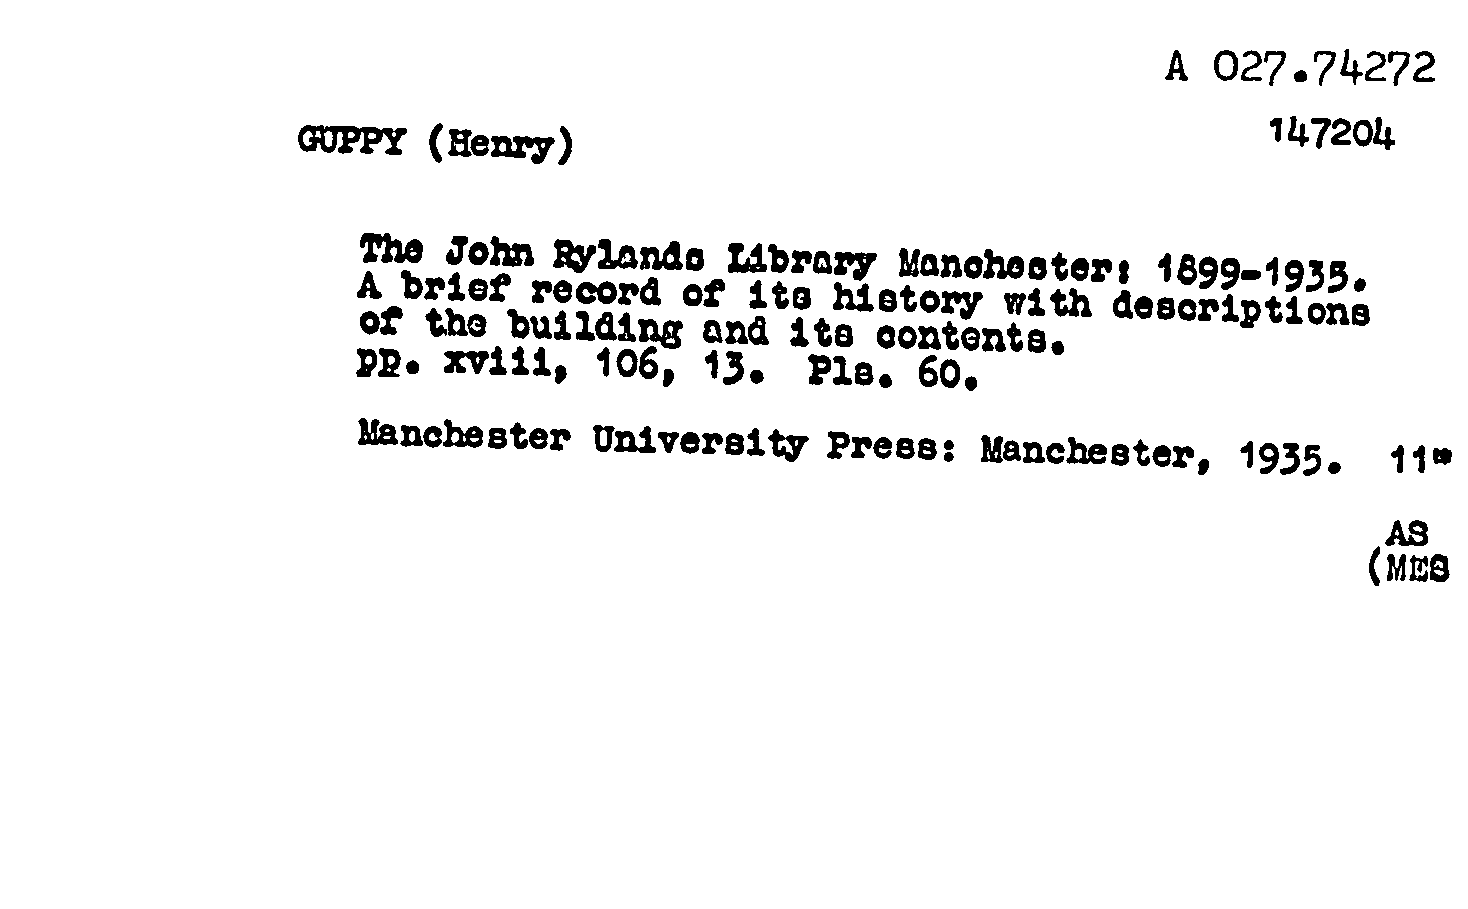 A 027.74272
GUPPY (Henry)
147204
The John Rylands Library Manchester: 1899-1935.
A brief record of its history with descriptions
of the building and its contents.
pp. xviii, 106, 13. Pls. 60.
Manchester University Press: Manchester, 1935. 11"
AS
(MES